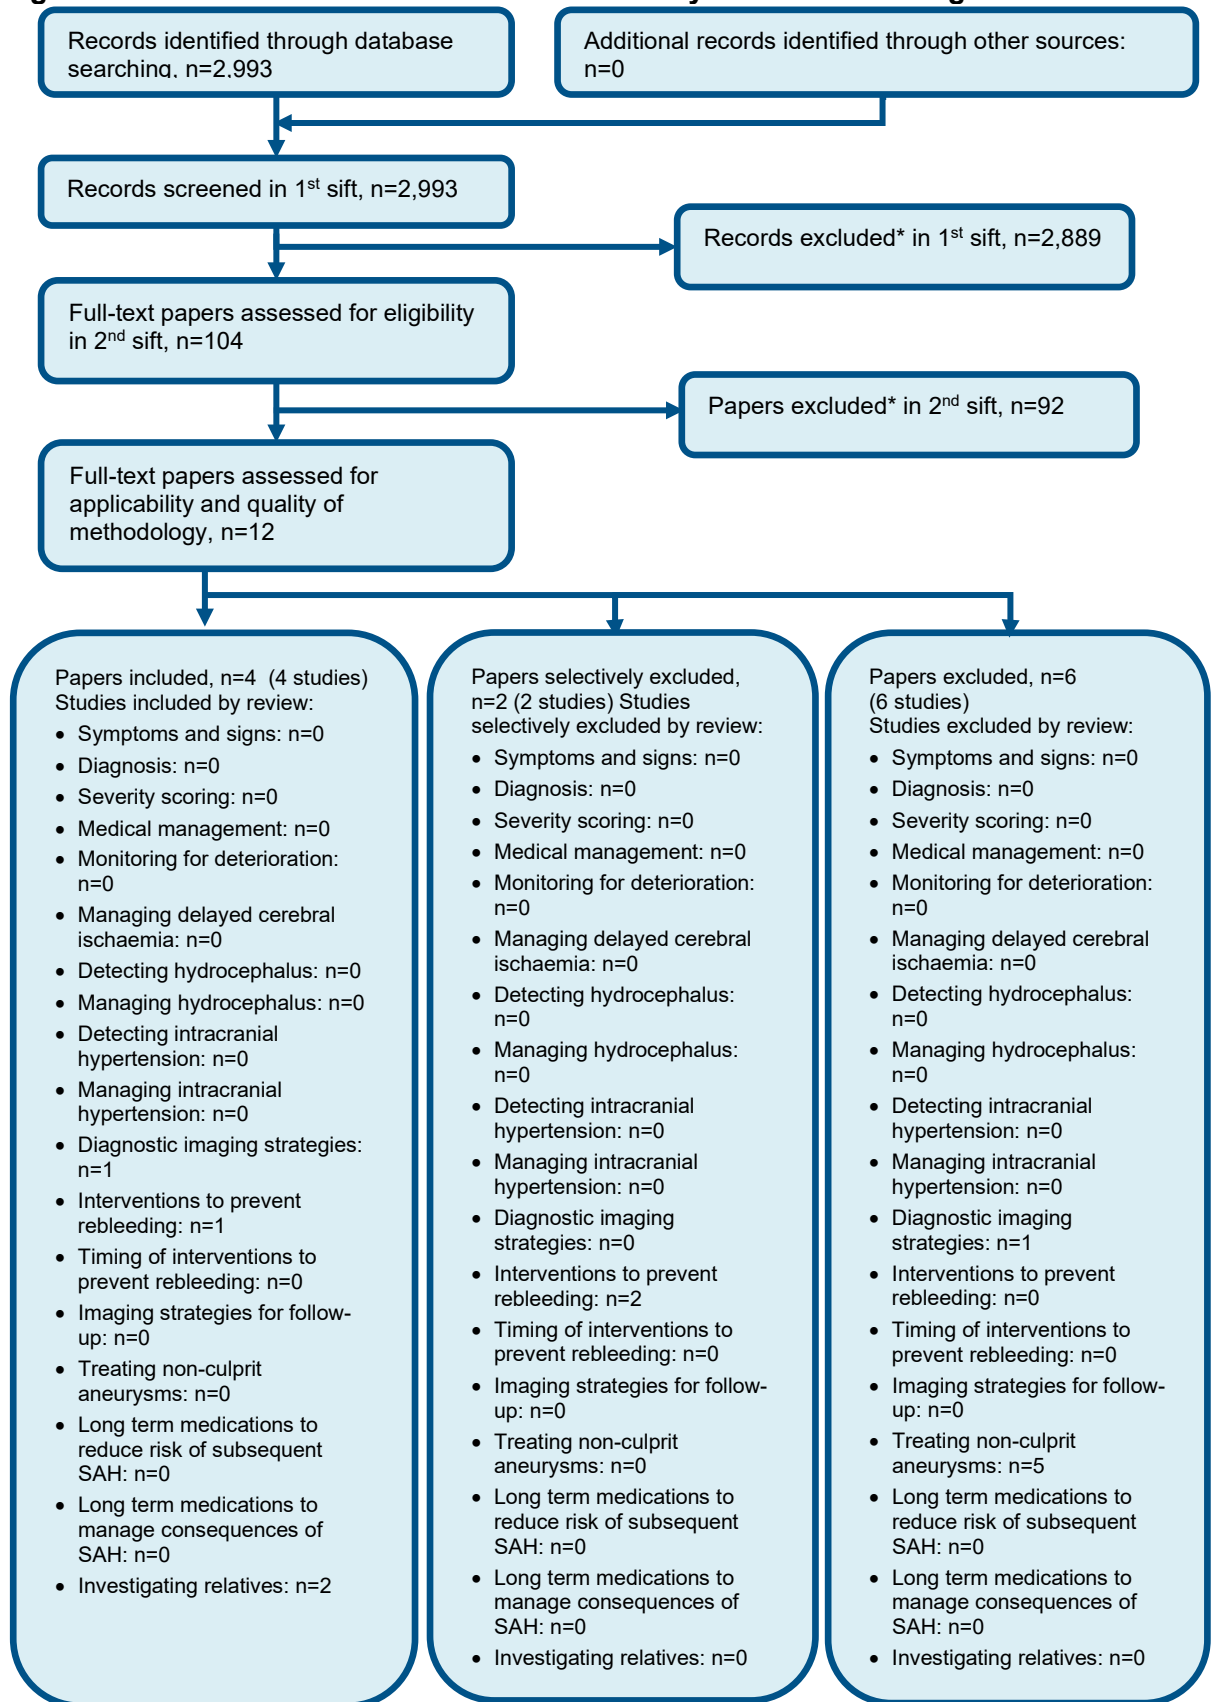 Records identified through database
searching, n=2,993
Additional records identified through other sources:
n=0
Records screened in 1st sift, n=2,993
Records excluded* in 1st sift, n=2,889
Full-text papers assessed for eligibility
in 2nd sift, n=104
Papers excluded* in 2nd sift, n=92
Full-text papers assessed for
applicability and quality of
methodology, n=12
Papers included, n=4 (4 studies)
Studies included by review:
• Symptoms and signs: n=0
• Diagnosis: n=0
• Severity scoring: n=0
• Medical management: n=0
• Monitoring for deterioration:
n=0
• Managing delayed cerebral
ischaemia: n=0
• Detecting hydrocephalus: n=0
• Managing hydrocephalus: n=0
• Detecting intracranial
hypertension: n=0
• Managing intracranial
hypertension: n=0
• Diagnostic imaging strategies:
n=1
• Interventions to prevent
rebleeding: n=1
• Timing of interventions to
prevent rebleeding: n=0
• Imaging strategies for follow-
up: n=0
• Treating non-culprit
aneurysms: n=0
• Long term medications to
reduce risk of subsequent
SAH: n=0
• Long term medications to
manage consequences of
SAH: n=0
• Investigating relatives: n=2
Papers selectively excluded,
n=2 (2 studies) Studies
selectively excluded by review:
• Symptoms and signs: n=0
• Diagnosis: n=0
• Severity scoring: n=0
• Medical management: n=0
• Monitoring for deterioration:
n=0
• Managing delayed cerebral
ischaemia: n=0
• Detecting hydrocephalus:
n=0
• Managing hydrocephalus:
n=0
• Detecting intracranial
hypertension: n=0
• Managing intracranial
hypertension: n=0
• Diagnostic imaging
strategies: n=0
• Interventions to prevent
rebleeding: n=2
• Timing of interventions to
prevent rebleeding: n=0
• Imaging strategies for follow-
up: n=0
• Treating non-culprit
aneurysms: n=0
• Long term medications to
reduce risk of subsequent
SAH: n=0
• Long term medications to
manage consequences of
SAH: n=0
• Investigating relatives: n=0
Papers excluded, n=6
(6 studies)
Studies excluded by review:
• Symptoms and signs: n=0
• Diagnosis: n=0
• Severity scoring: n=0
• Medical management: n=0
• Monitoring for deterioration:
n=0
• Managing delayed cerebral
ischaemia: n=0
• Detecting hydrocephalus:
n=0
• Managing hydrocephalus:
n=0
• Detecting intracranial
hypertension: n=0
• Managing intracranial
hypertension: n=0
• Diagnostic imaging
strategies: n=1
• Interventions to prevent
rebleeding: n=0
• Timing of interventions to
prevent rebleeding: n=0
• Imaging strategies for follow-
up: n=0
• Treating non-culprit
aneurysms: n=5
• Long term medications to
reduce risk of subsequent
SAH: n=0
• Long term medications to
manage consequences of
SAH: n=0
• Investigating relatives: n=0